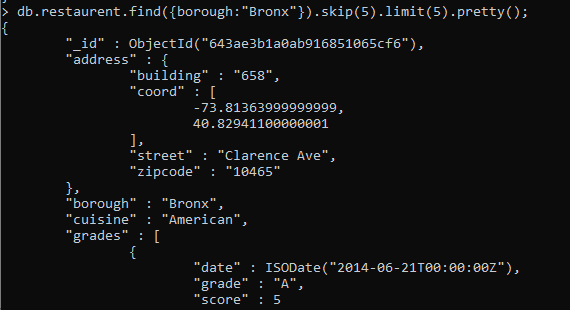 > db.restaurent.find({borough:"Bronx"}).skip(5).limit(5).pretty();
{
        "_id" : ObjectId("643ae3b1a0ab916851065cf6"),
        "address" : {
                "building" : "658",
                "coord" : [
                        -73.81363999999999,
                        40.82941100000001
                ],
                "street" : "Clarence Ave",
                "zipcode" : "10465"
        },
        "borough" : "Bronx",
        "cuisine" : "American",
        "grades" : [
                {
                        "date" : ISODate("2014-06-21T00:00:00Z"),
                        "grade" : "A",
                        "score" : 5